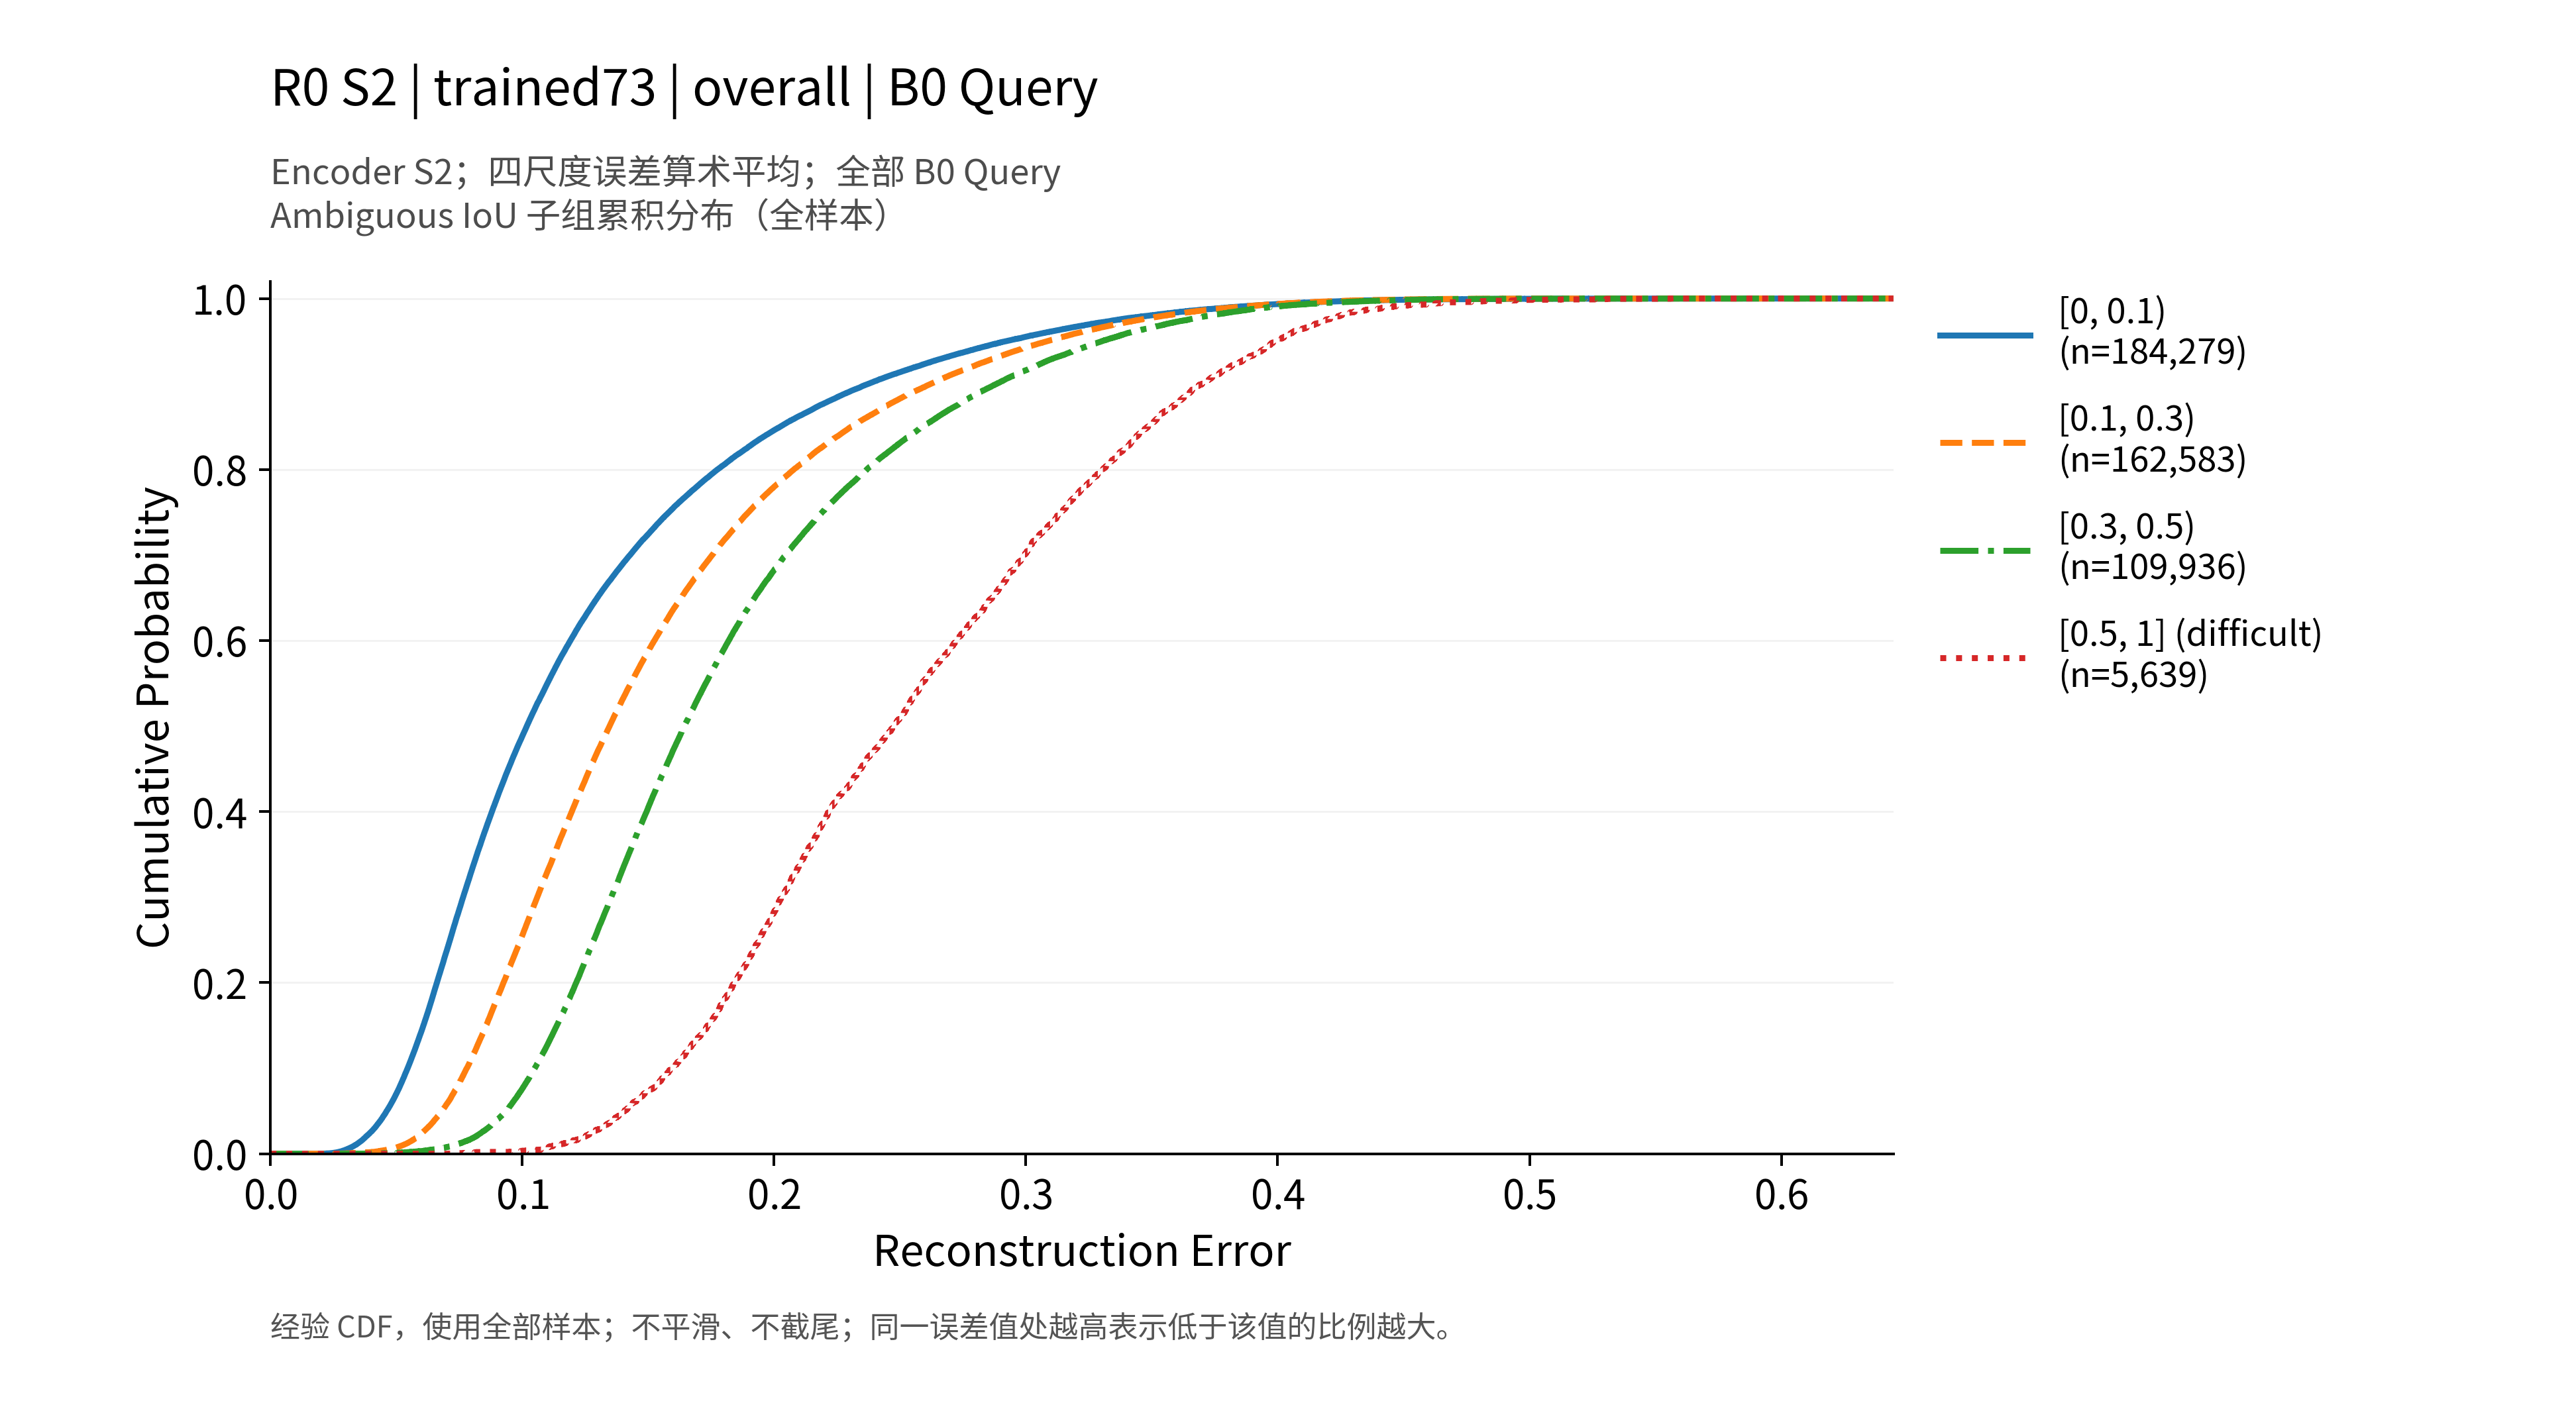 R0 S2 | trained73 | overall | B0 Query
Encoder S2；四尺度误差算术平均；全部 B0 Query
Ambiguous IoU 子组累积分布（全样本）
1.0
0.8
0.6
0.4
0.2
0.0
Cumulative Probability
0.0 0.1 0.2 0.3 0.4 0.5 0.6
Reconstruction Error
[0, 0.1)
(n=184,279)
[0.1, 0.3)
(n=162,583)
[0.3, 0.5)
(n=109,936)
[0.5, 1] (difficult)
(n=5,639)
经验 CDF，使用全部样本；不平滑、不截尾；同一误差值处越高表示低于该值的比例越大。